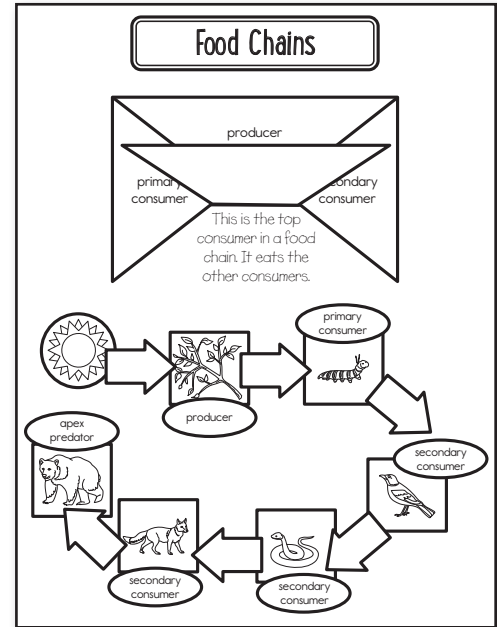 Food Chains
producer
primary
consumer
consumer
This is the top
consumer in a food
chain. It eats the
other consumers.
primary
consumer
producer
apex
predator
secondary
consumer
secondary
consumer
secondary
consumer